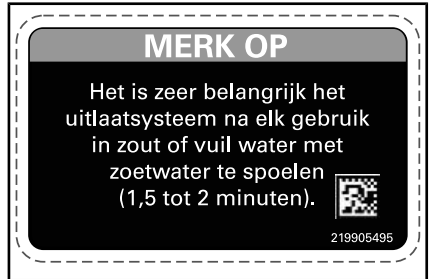 MERK OP
Het is zeer belangrijk het
uitlaatsysteem na elk gebruik
in zout of vuil water met
zoetwater te spoelen
(1,5 tot 2 minuten).
219905495